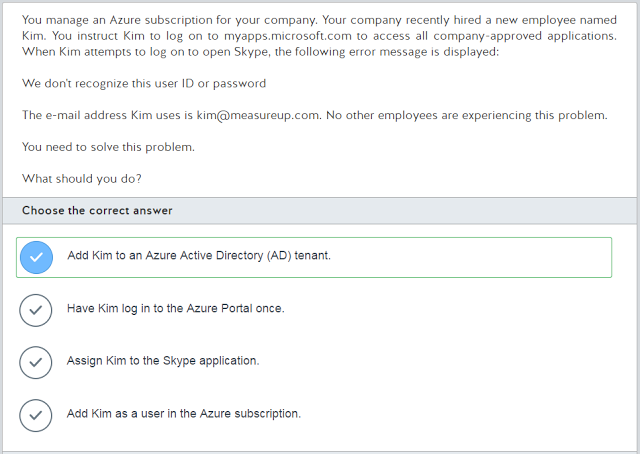 You manage an Azure subscription for your company. Your company recently hired a new employee named
Kim. You instruct Kim to log on to myapps.microsoft.com to access all company-approved applications.
When Kim attempts to log on to open Skype, the following error message is displayed:
We don't recognize this user ID or password
The e-mail address Kim uses is kim@measureup.com. No other employees are experiencing this problem.
You need to solve this problem.
What should you do?
Choose the correct answer
Add Kim to an Azure Active Directory (AD) tenant.
Have Kim log in to the Azure Portal once.
Assign Kim to the Skype application.
Add Kim as a user in the Azure subscription.